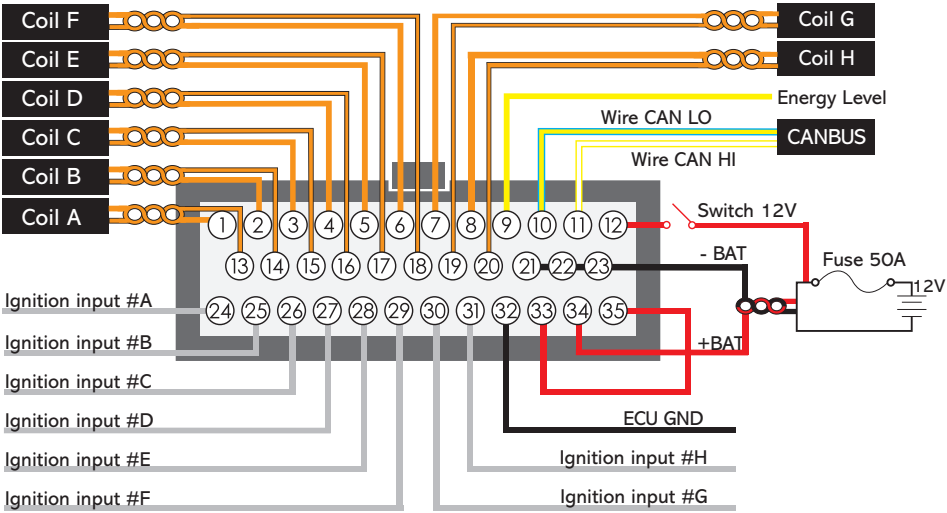 Coil F
Coil G
Coil E
Coil H
Coil D
Energy Level
Wire CAN LO
Coil C
CANBUS
Wire CAN HI
Coil B
Coil A
1 2 3 4 5 6 7 8 9 10 11 12
Switch 12V
- BAT
13 14 15 16 17 18 19 20 21 22 23
Fuse 50A
12V
Ignition input #A
24 25 26 27 28 29 30 31 32 33 34 35
Ignition input #B
+BAT
Ignition input #C
Ignition input #D
ECU GND
Ignition input #E
Ignition input #H
Ignition input #F
Ignition input #G